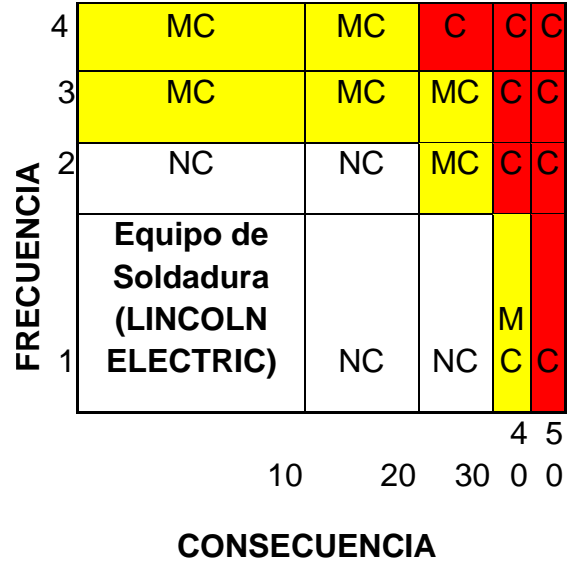 4 MC MC C C C
3 MC MC MC C C
2 NC NC MC C C
FRECUENCIA
Equipo de
Soldadura
(LINCOLN
ELECTRIC)
1 NC NC M
C C
10 20 30 4
0 5
0
CONSECUENCIA